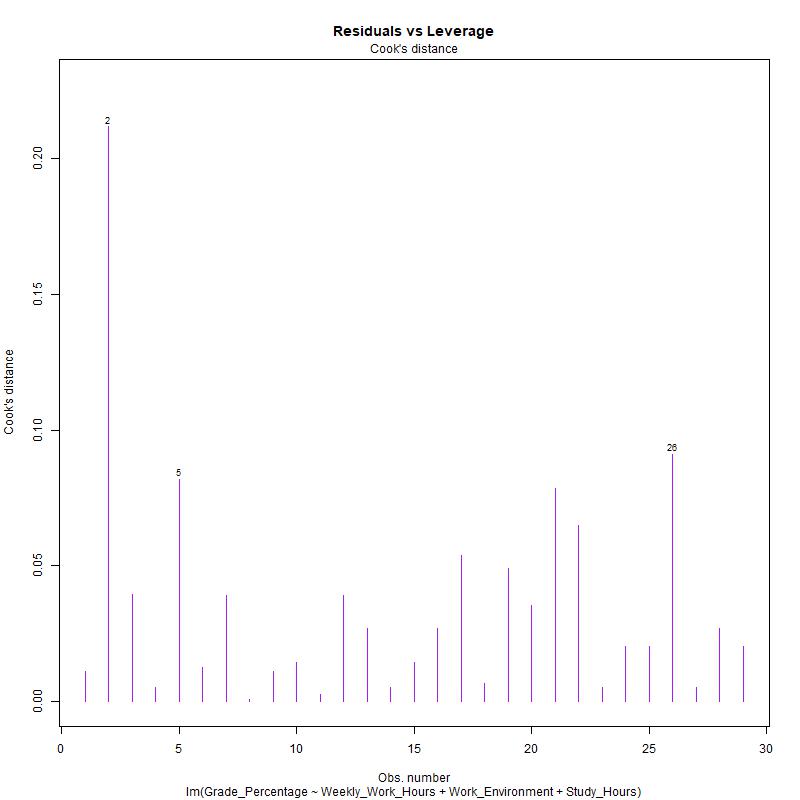 Residuals vs Leverage
Cook's distance
2
0.20
0.15
Cook's distance
0.10
26
5
0.05
0.00
0 5 10 15 20 25 30
Obs. number
lm(Grade_Percentage ~ Weekly_Work_Hours + Work_Environment + Study_Hours)